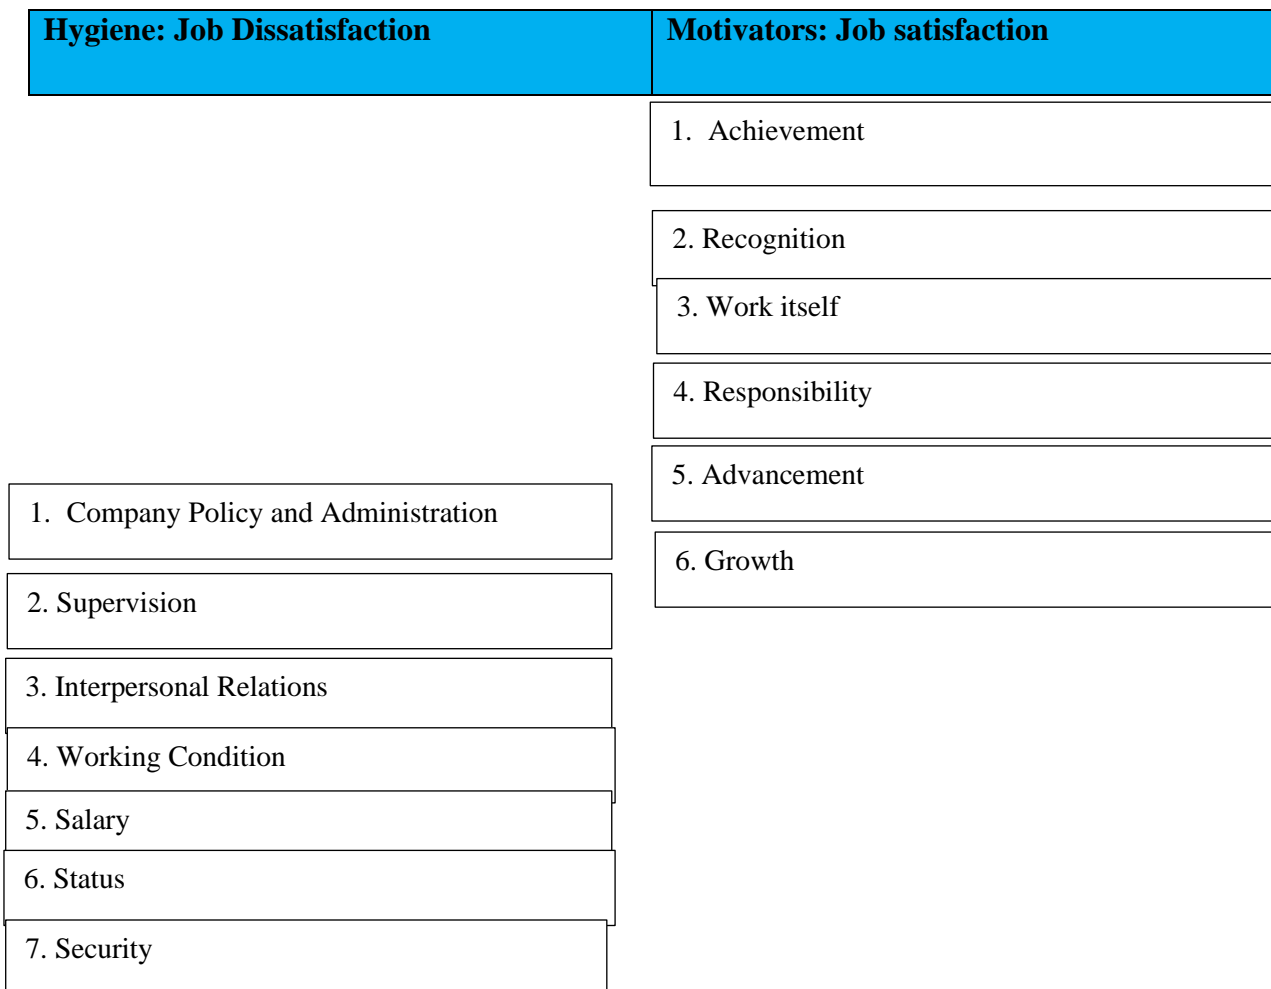 Hygiene: Job Dissatisfaction
Motivators: Job satisfaction
1. Achievement
2. Recognition
3. Work itself
4. Responsibility
5. Advancement
6. Growth
1. Company Policy and Administration
2. Supervision
3. Interpersonal Relations
4. Working Condition
5. Salary
6. Status
7. Security